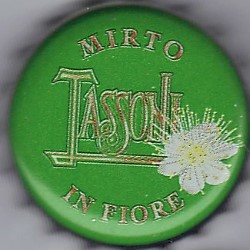 MIRTO
TASSONI
IN FIORE